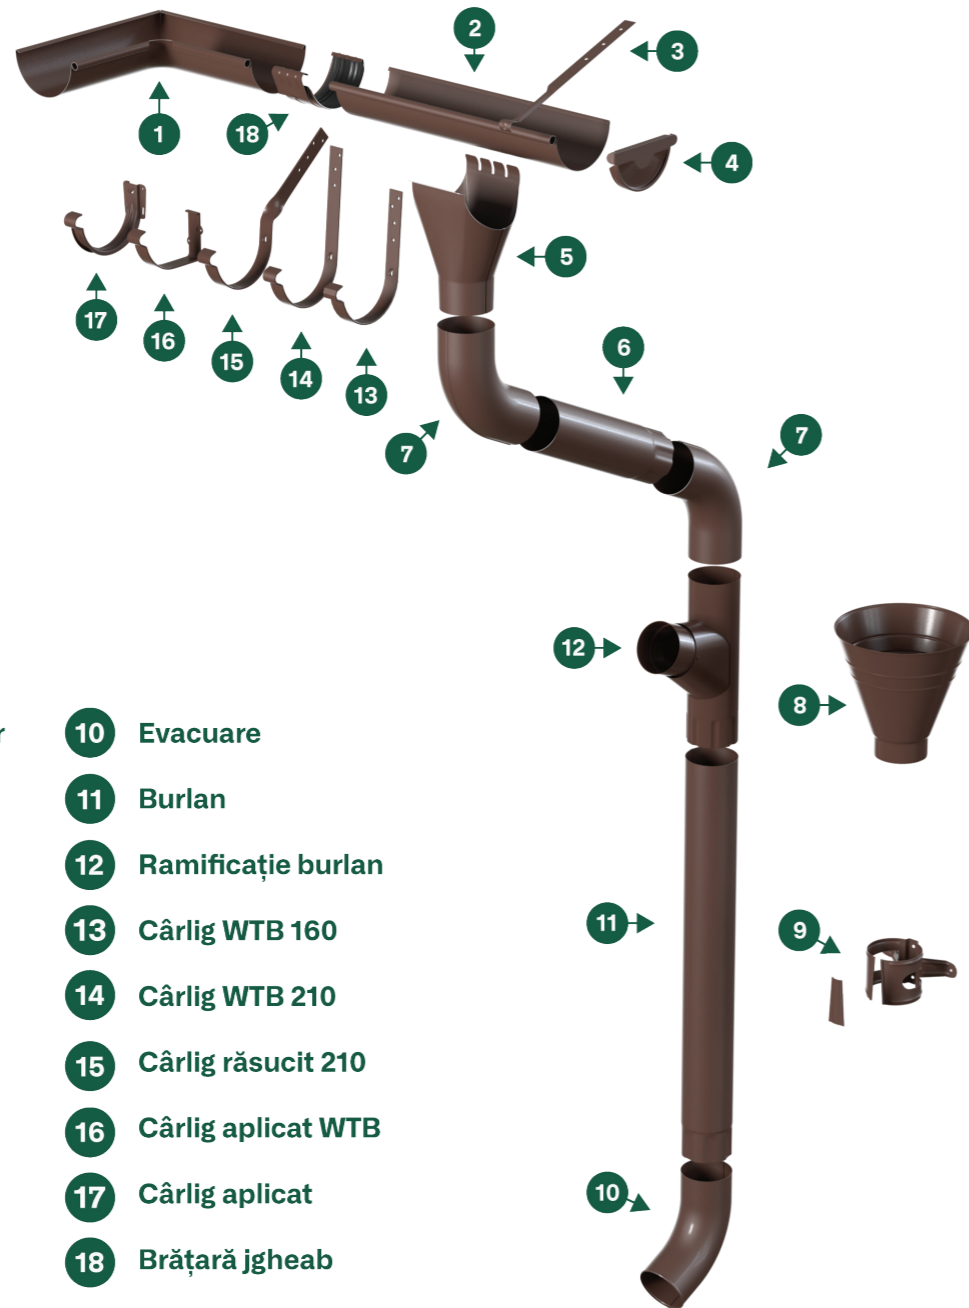 2
3
1
18
4
5
17
16
15
14
13
6
7
7
12
8
11
9
10
r
10 Evacuare
11 Burlan
12 Ramificație burlan
13 Cârlig WTB 160
14 Cârlig WTB 210
15 Cârlig răsucit 210
16 Cârlig aplicat WTB
17 Cârlig aplicat
18 Brățară jgheab